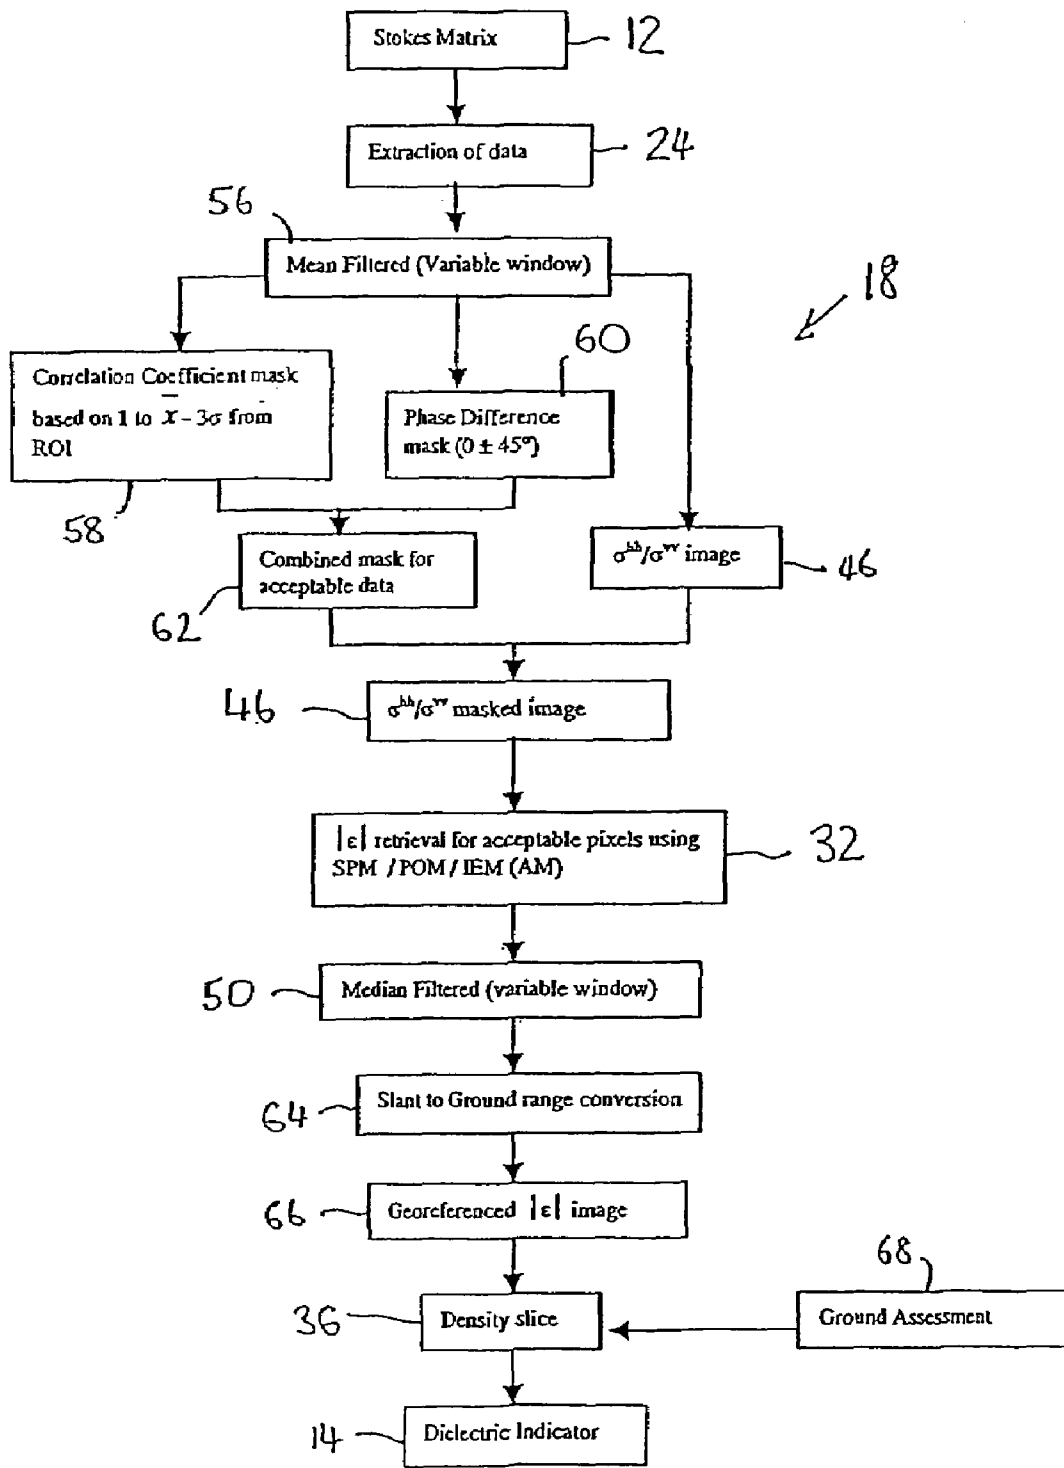 Stokes Matrix
12
Extraction of data
24
56
Mean Filtered (Variable window)
18
Correlation Coefficient mask
based on 1 to x̄ – 3σ from
ROI
58
60
Phase Difference
mask (0 ± 45°)
Combined mask for
acceptable data
62
σʰʰ/σᵛᵛ image
46
σʰʰ/σᵛᵛ masked image
46
|ε| retrieval for acceptable pixels using
SPM / POM / IEM (AM)
32
Median Filtered (variable window)
50
Slant to Ground range conversion
64
Georeferenced |ε| image
66
Density slice
36
68
Ground Assessment
Dielectric Indicator
14